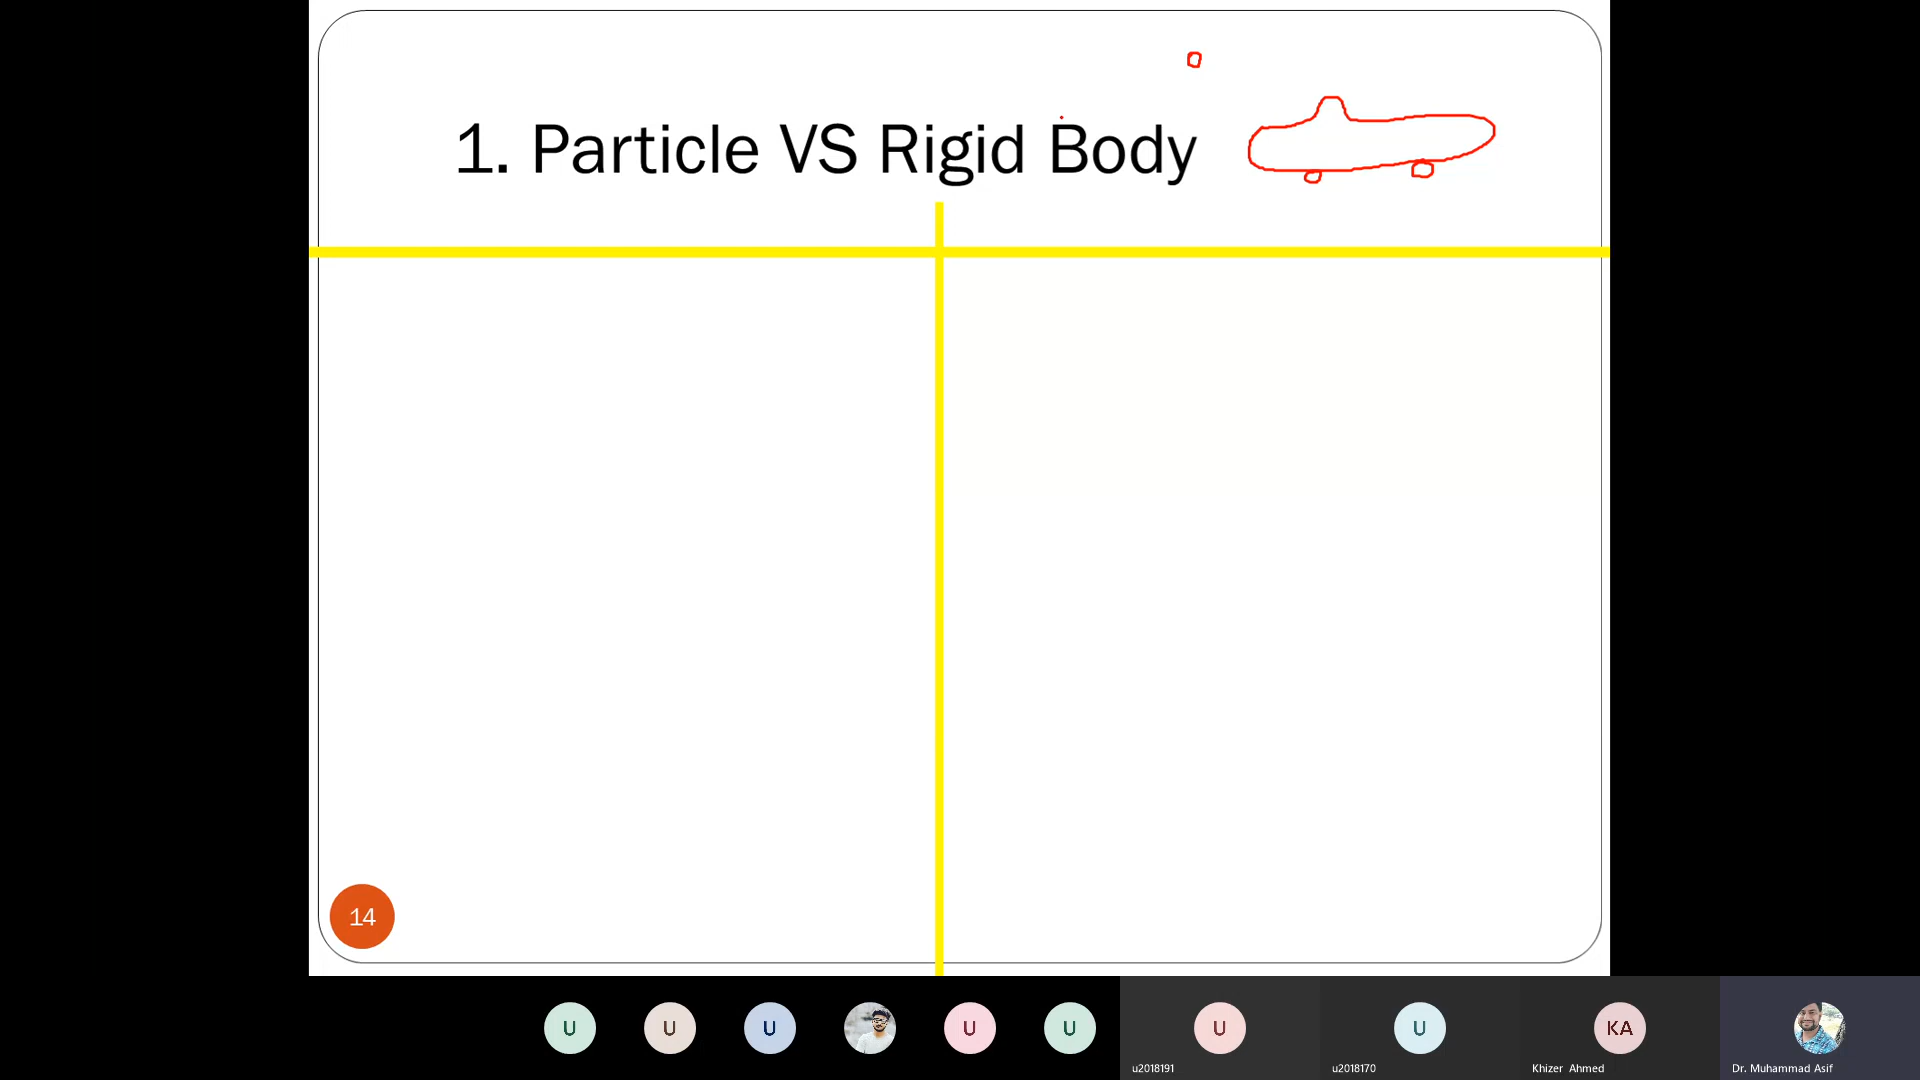 1. Particle VS Rigid Body
14
U
U
U
U
U
U
U
KA
u2018191
u2018170
Khizer Ahmed
Dr. Muhammad Asif